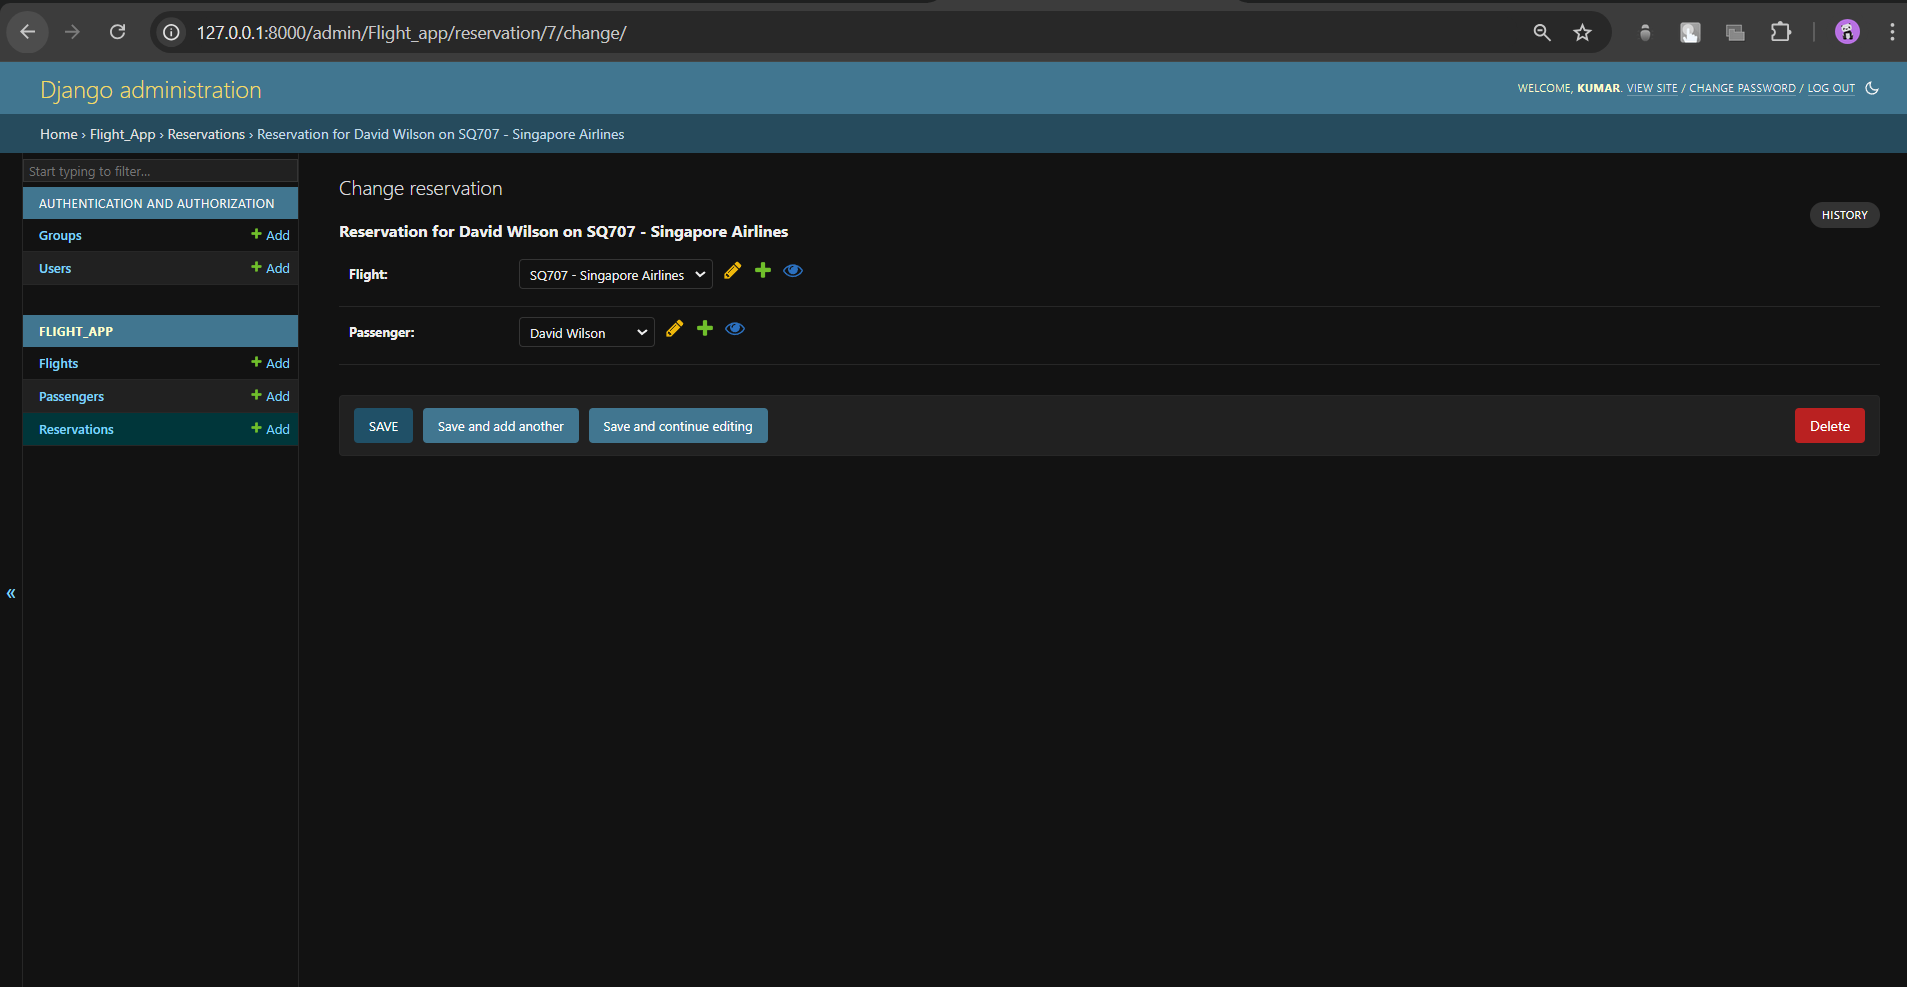 127.0.0.1:8000/admin/Flight_app/reservation/7/change/
Django administration
WELCOME, KUMAR. VIEW SITE / CHANGE PASSWORD / LOG OUT
Home › Flight_App › Reservations › Reservation for David Wilson on SQ707 - Singapore Airlines
Start typing to filter...
AUTHENTICATION AND AUTHORIZATION
Groups + Add
Users + Add
FLIGHT_APP
Flights + Add
Passengers + Add
Reservations + Add
«
Change reservation
HISTORY
Reservation for David Wilson on SQ707 - Singapore Airlines
Flight: SQ707 - Singapore Airlines
Passenger: David Wilson
SAVE Save and add another Save and continue editing Delete